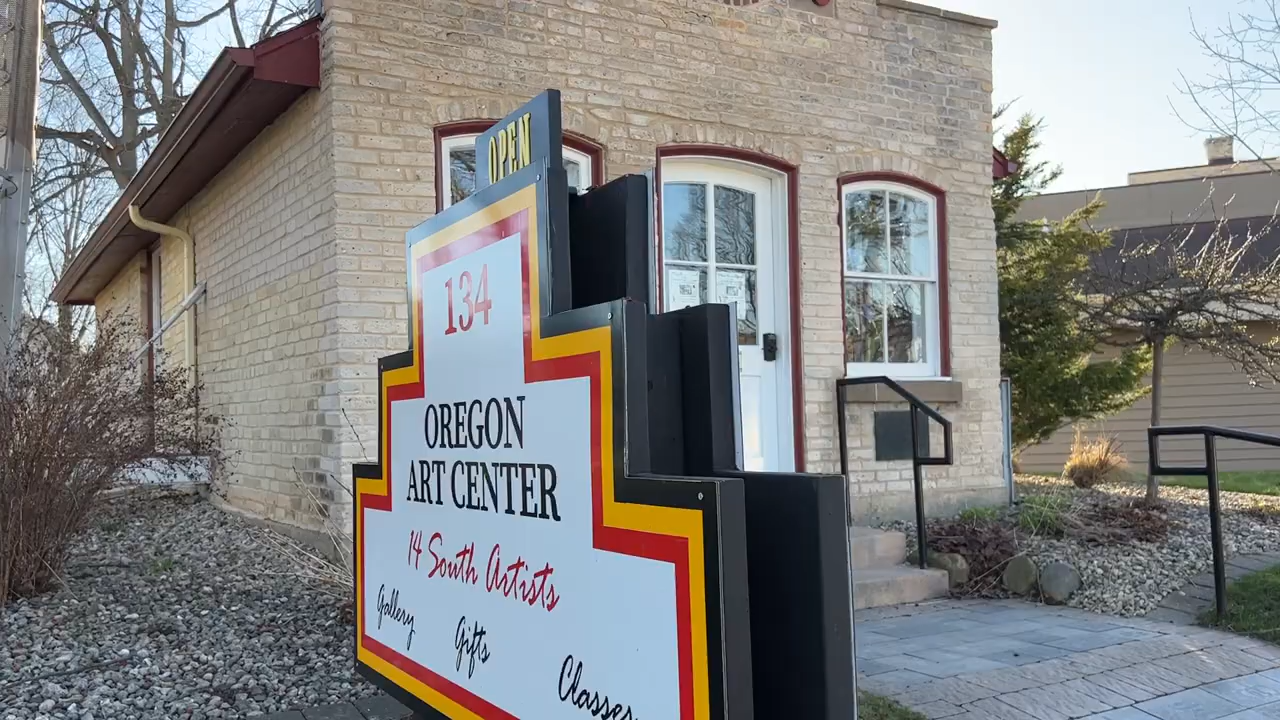 OPEN
134
OREGON
ART CENTER
14 South Artists
Gallery
Gifts
Classes